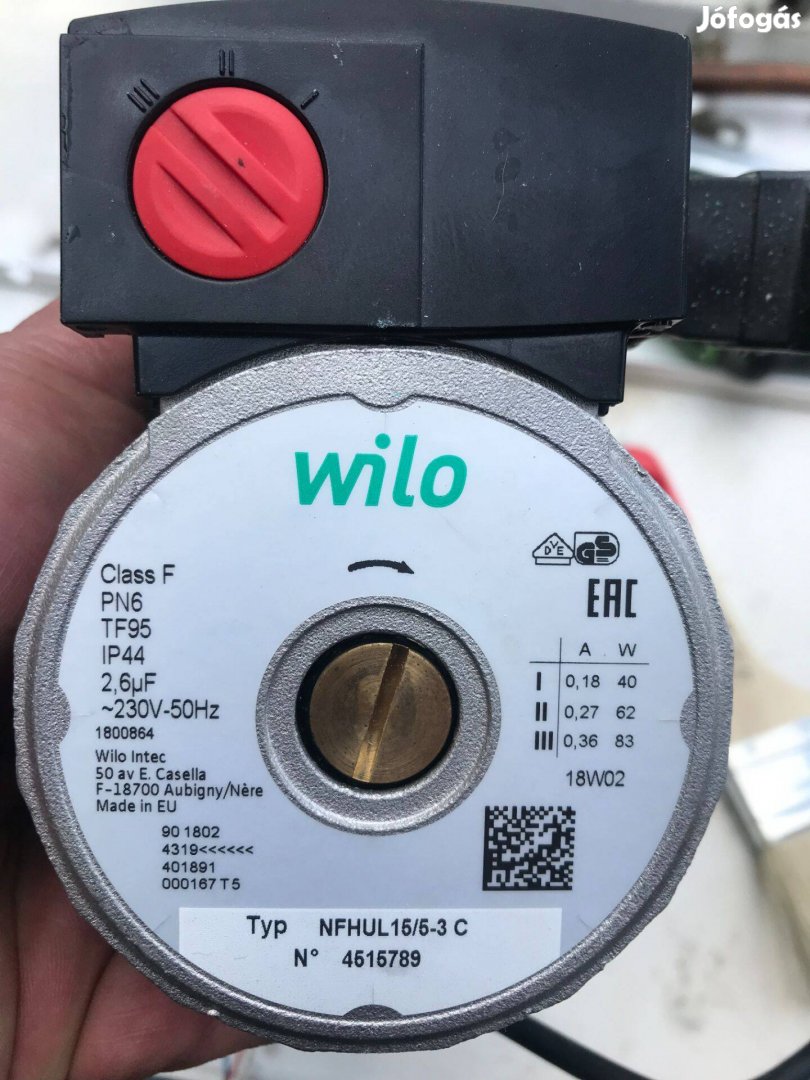 Jófogás
III II I
wilo
Class F
PN6
TF95
IP44
2,6µF
~230V-50Hz
1800864
Wilo Intec
50 av E. Casella
F-18700 Aubigny/Nère
Made in EU
90 1802
4319<<<<<<
401891
000167 T5
DVE GS
EAC
A W
I 0,18 40
II 0,27 62
III 0,36 83
18W02
Typ NFHUL15/5-3 C
N° 4515789